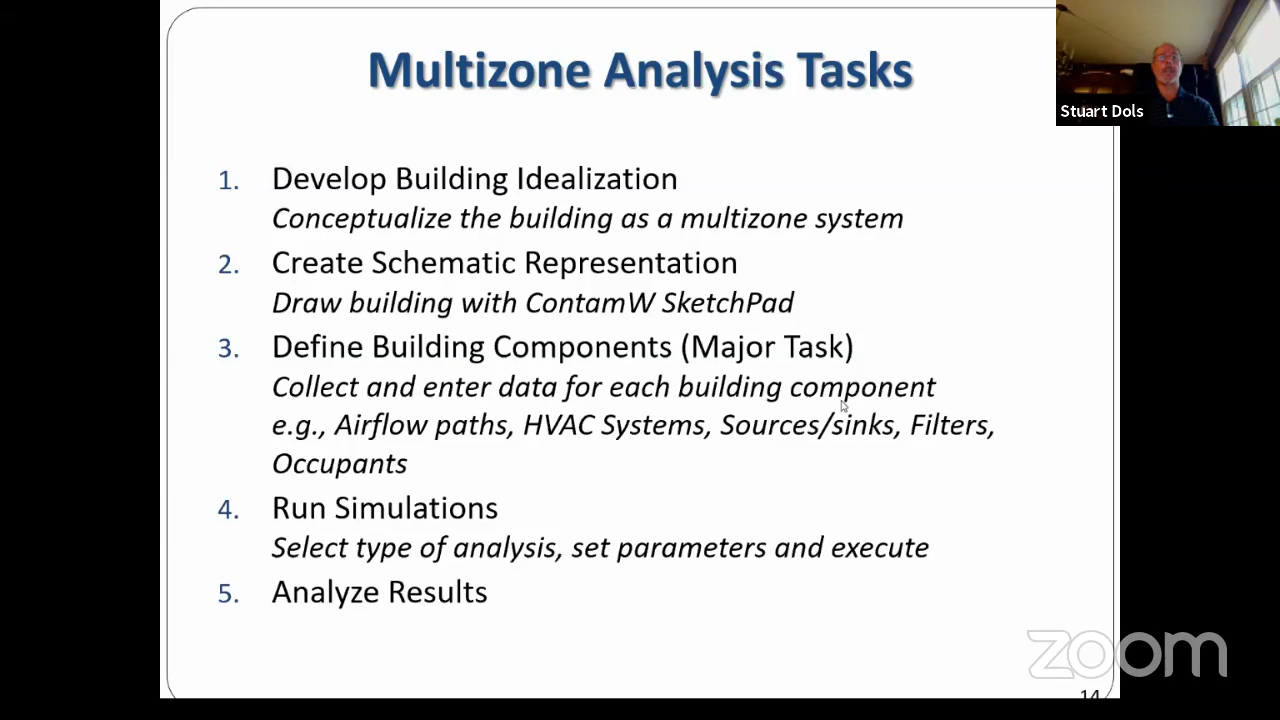 Multizone Analysis Tasks
Stuart Dols
1. Develop Building Idealization
Conceptualize the building as a multizone system
2. Create Schematic Representation
Draw building with ContamW SketchPad
3. Define Building Components (Major Task)
Collect and enter data for each building component
e.g., Airflow paths, HVAC Systems, Sources/sinks, Filters,
Occupants
4. Run Simulations
Select type of analysis, set parameters and execute
5. Analyze Results
zoom
14